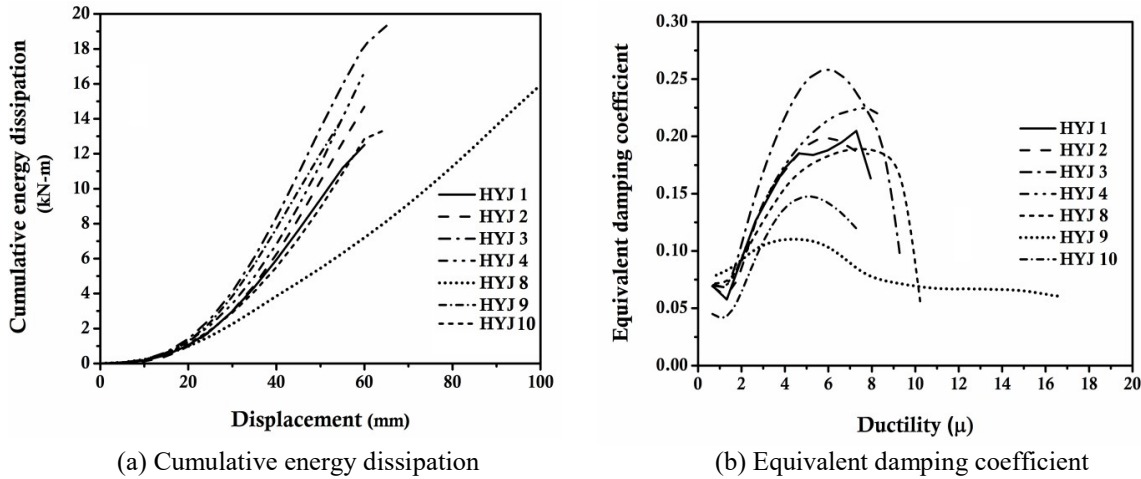 20
18
16
14
12
10
8
6
4
2
0
0 20 40 60 80 100
Cumulative energy dissipation
(kN-m)
Displacement (mm)
HYJ 1
HYJ 2
HYJ 3
HYJ 4
HYJ 8
HYJ 9
HYJ 10
(a) Cumulative energy dissipation
0.30
0.25
0.20
0.15
0.10
0.05
0.00
0 2 4 6 8 10 12 14 16 18 20
Equivalent damping coefficient
Ductility (μ)
HYJ 1
HYJ 2
HYJ 3
HYJ 4
HYJ 8
HYJ 9
HYJ 10
(b) Equivalent damping coefficient